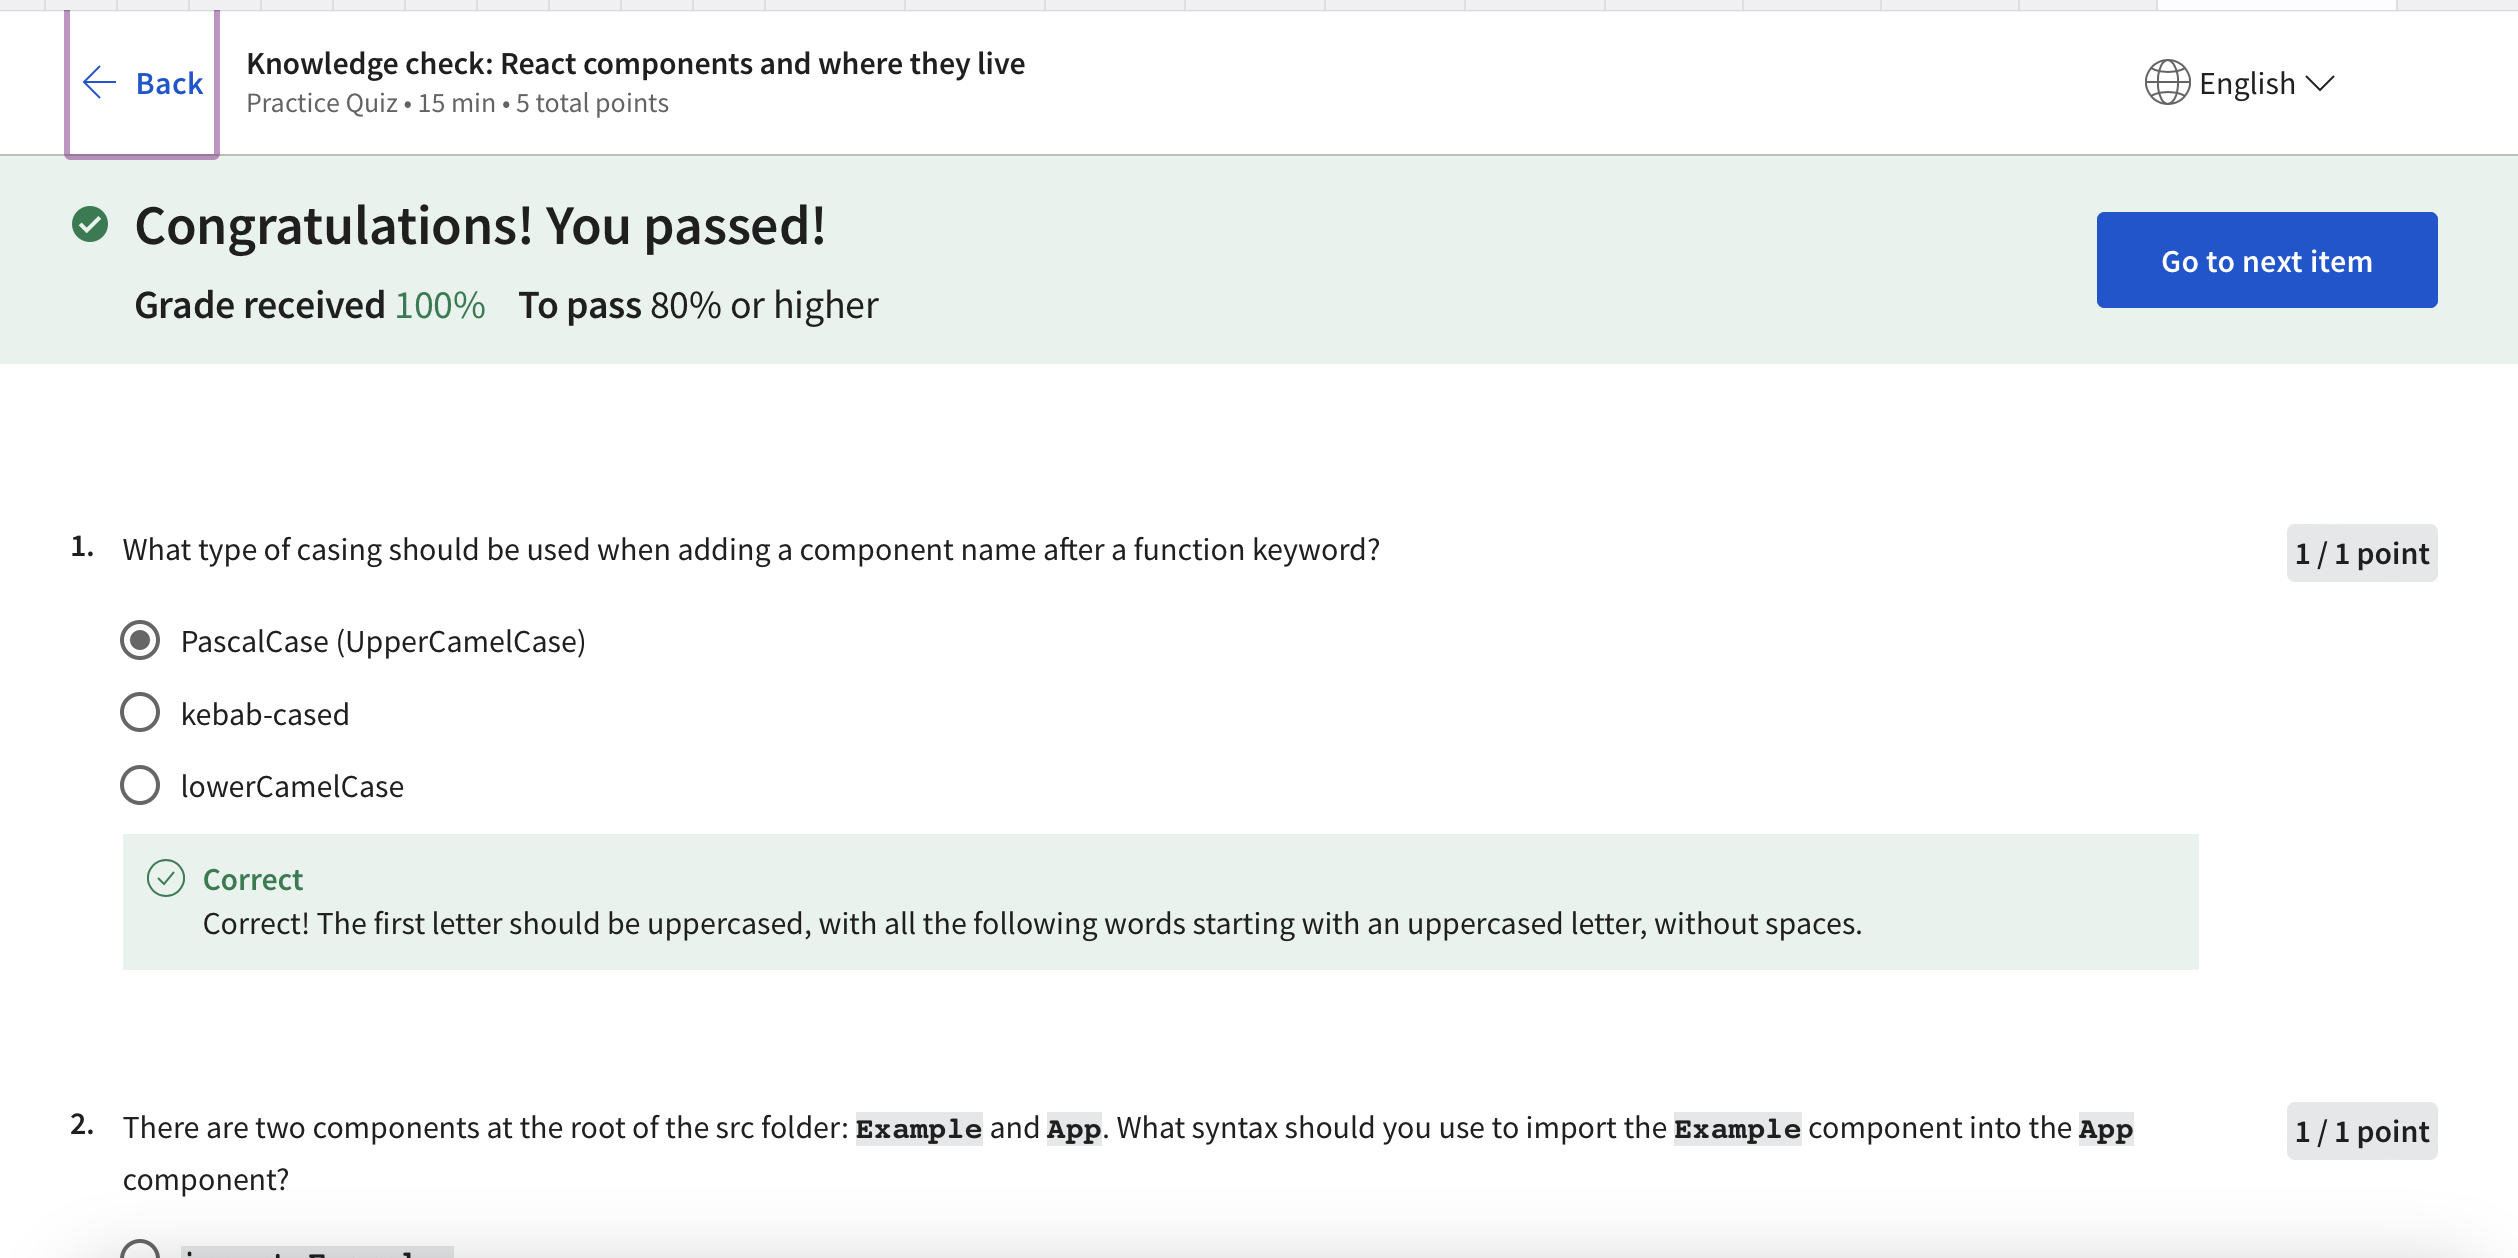 Back
Knowledge check: React components and where they live
Practice Quiz • 15 min • 5 total points
English
Congratulations! You passed!
Grade received 100% To pass 80% or higher
Go to next item
1. What type of casing should be used when adding a component name after a function keyword?
1 / 1 point
PascalCase (UpperCamelCase)
kebab-cased
lowerCamelCase
Correct
Correct! The first letter should be uppercased, with all the following words starting with an uppercased letter, without spaces.
2. There are two components at the root of the src folder: Example and App. What syntax should you use to import the Example component into the App
component?
1 / 1 point